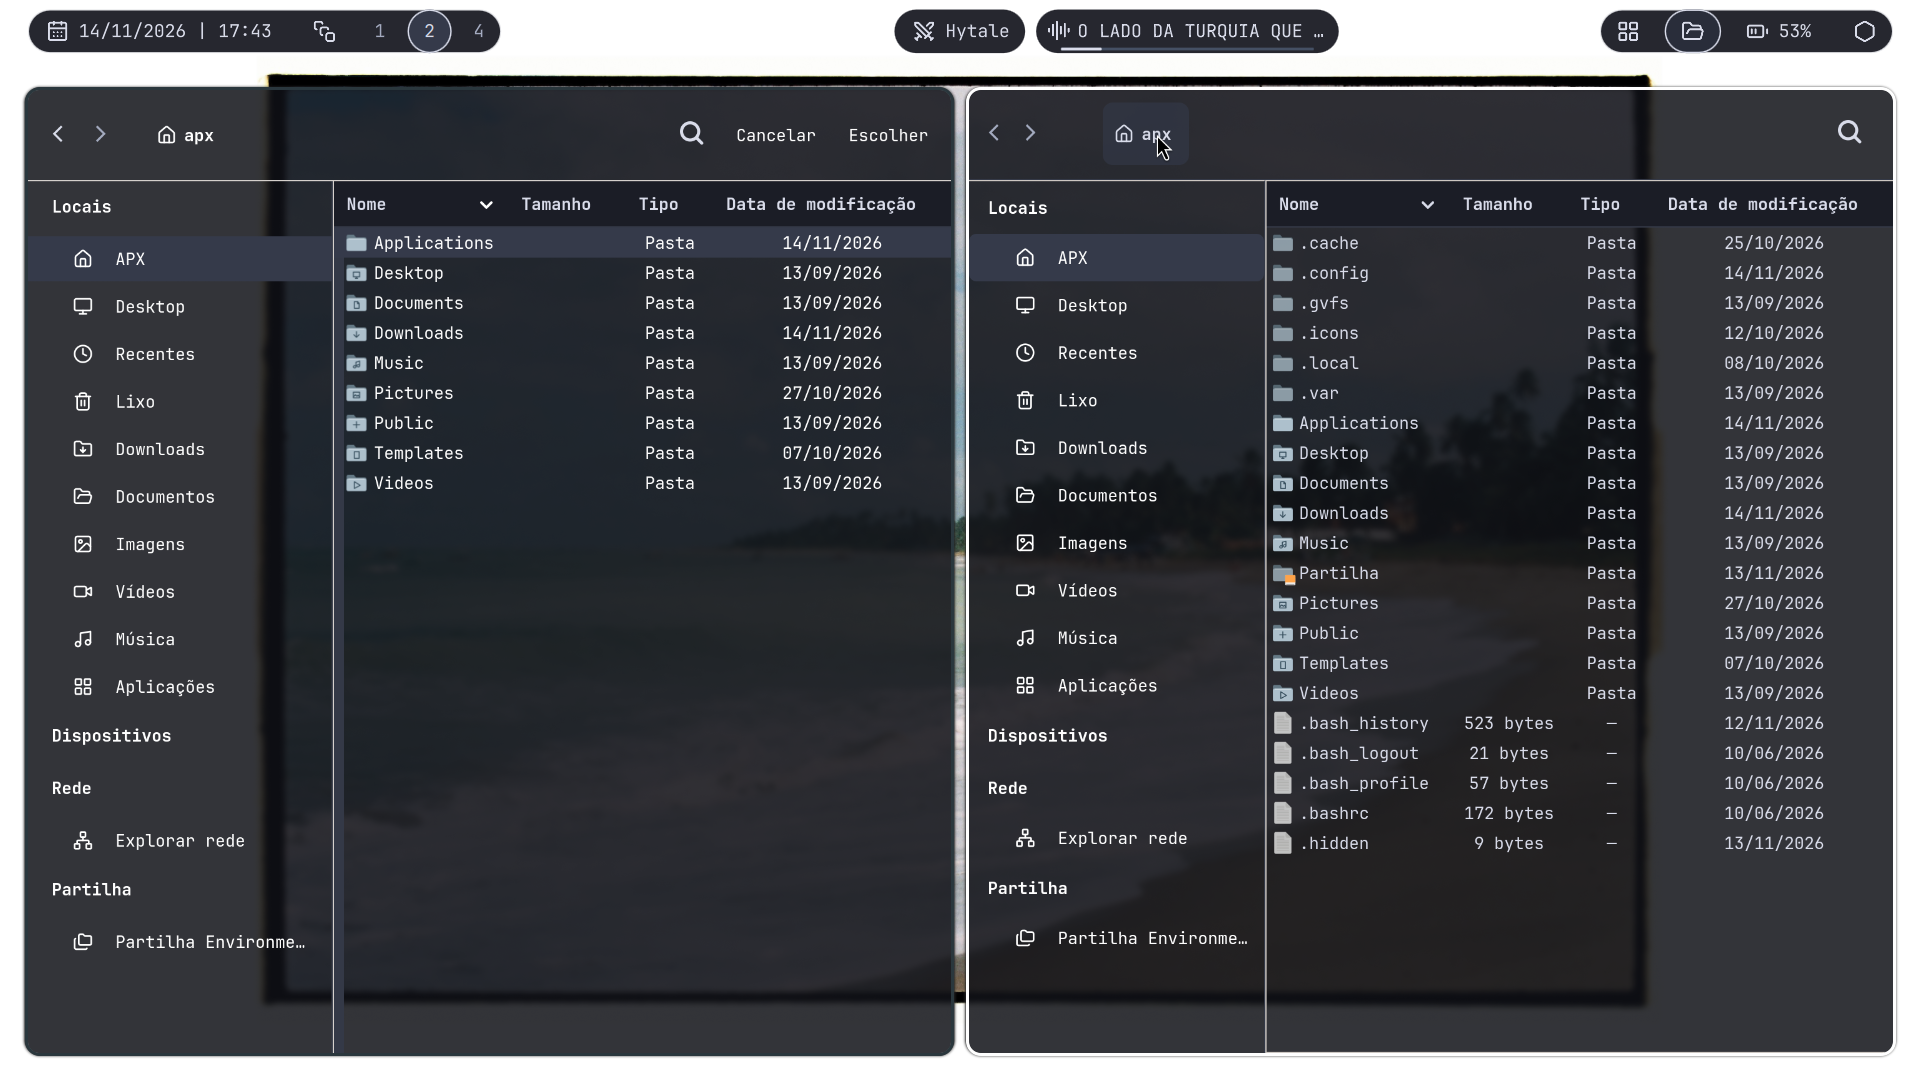 14/11/2026 | 17:43 1 2 4 Hytale O LADO DA TURQUIA QUE … 53%
apx Cancelar Escolher
Locais
APX
Desktop
Recentes
Lixo
Downloads
Documentos
Imagens
Vídeos
Música
Aplicações
Dispositivos
Rede
Explorar rede
Partilha
Partilha Environme…
Nome Tamanho Tipo Data de modificação
Applications Pasta 14/11/2026
Desktop Pasta 13/09/2026
Documents Pasta 13/09/2026
Downloads Pasta 14/11/2026
Music Pasta 13/09/2026
Pictures Pasta 27/10/2026
Public Pasta 13/09/2026
Templates Pasta 07/10/2026
Videos Pasta 13/09/2026
apx
Locais
APX
Desktop
Recentes
Lixo
Downloads
Documentos
Imagens
Vídeos
Música
Aplicações
Dispositivos
Rede
Explorar rede
Partilha
Partilha Environme…
Nome Tamanho Tipo Data de modificação
.cache Pasta 25/10/2026
.config Pasta 14/11/2026
.gvfs Pasta 13/09/2026
.icons Pasta 12/10/2026
.local Pasta 08/10/2026
.var Pasta 13/09/2026
Applications Pasta 14/11/2026
Desktop Pasta 13/09/2026
Documents Pasta 13/09/2026
Downloads Pasta 14/11/2026
Music Pasta 13/09/2026
Partilha Pasta 13/11/2026
Pictures Pasta 27/10/2026
Public Pasta 13/09/2026
Templates Pasta 07/10/2026
Videos Pasta 13/09/2026
.bash_history 523 bytes — 12/11/2026
.bash_logout 21 bytes — 10/06/2026
.bash_profile 57 bytes — 10/06/2026
.bashrc 172 bytes — 10/06/2026
.hidden 9 bytes — 13/11/2026